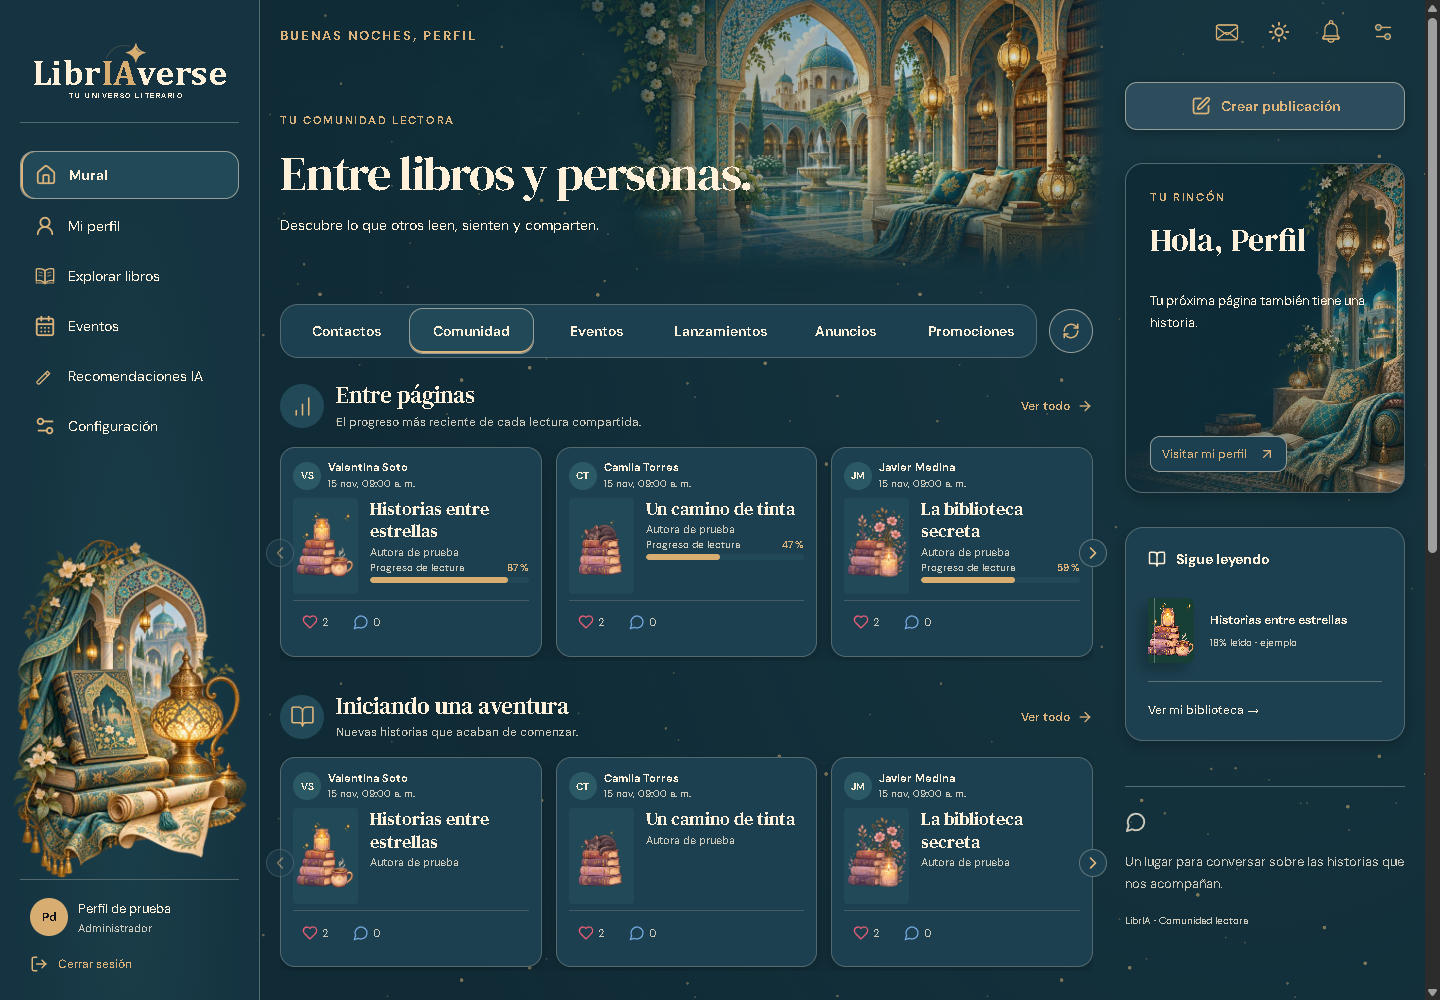 LibrIAverse
TU UNIVERSO LITERARIO
Mural
Mi perfil
Explorar libros
Eventos
Recomendaciones IA
Configuración
Pd
Perfil de prueba
Administrador
Cerrar sesión
BUENAS NOCHES, PERFIL
TU COMUNIDAD LECTORA
Entre libros y personas.
Descubre lo que otros leen, sienten y comparten.
Contactos
Comunidad
Eventos
Lanzamientos
Anuncios
Promociones
Entre páginas
El progreso más reciente de cada lectura compartida.
Ver todo →
VS
Valentina Soto
15 nov, 09:00 a. m.
Historias entre
estrellas
Autora de prueba
Progreso de lectura 87 %
2 0
CT
Camila Torres
15 nov, 09:00 a. m.
Un camino de tinta
Autora de prueba
Progreso de lectura 47 %
2 0
JM
Javier Medina
15 nov, 09:00 a. m.
La biblioteca
secreta
Autora de prueba
Progreso de lectura 59 %
2 0
Iniciando una aventura
Nuevas historias que acaban de comenzar.
Ver todo →
VS
Valentina Soto
15 nov, 09:00 a. m.
Historias entre
estrellas
Autora de prueba
2 0
CT
Camila Torres
15 nov, 09:00 a. m.
Un camino de tinta
Autora de prueba
2 0
JM
Javier Medina
15 nov, 09:00 a. m.
La biblioteca
secreta
Autora de prueba
2 0
Crear publicación
TU RINCÓN
Hola, Perfil
Tu próxima página también tiene una
historia.
Visitar mi perfil
Sigue leyendo
Historias entre estrellas
18% leído · ejemplo
Ver mi biblioteca →
Un lugar para conversar sobre las historias que
nos acompañan.
LibrIA · Comunidad lectora